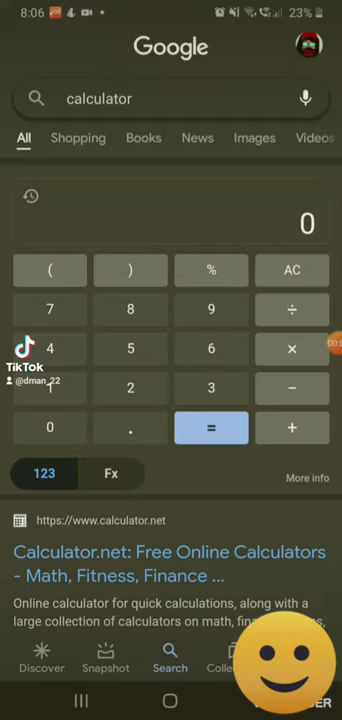 8:06 23%
Google
calculator
All Shopping Books News Images Videos
0
( ) % AC
7 8 9 ÷
4 5 6 ×
TikTok
@dman_22
1 2 3 −
0 . = +
123 Fx
More info
https://www.calculator.net
Calculator.net: Free Online Calculators
- Math, Fitness, Finance ...
Online calculator for quick calculations, along with a
large collection of calculators on math,
Discover Snapshot Search